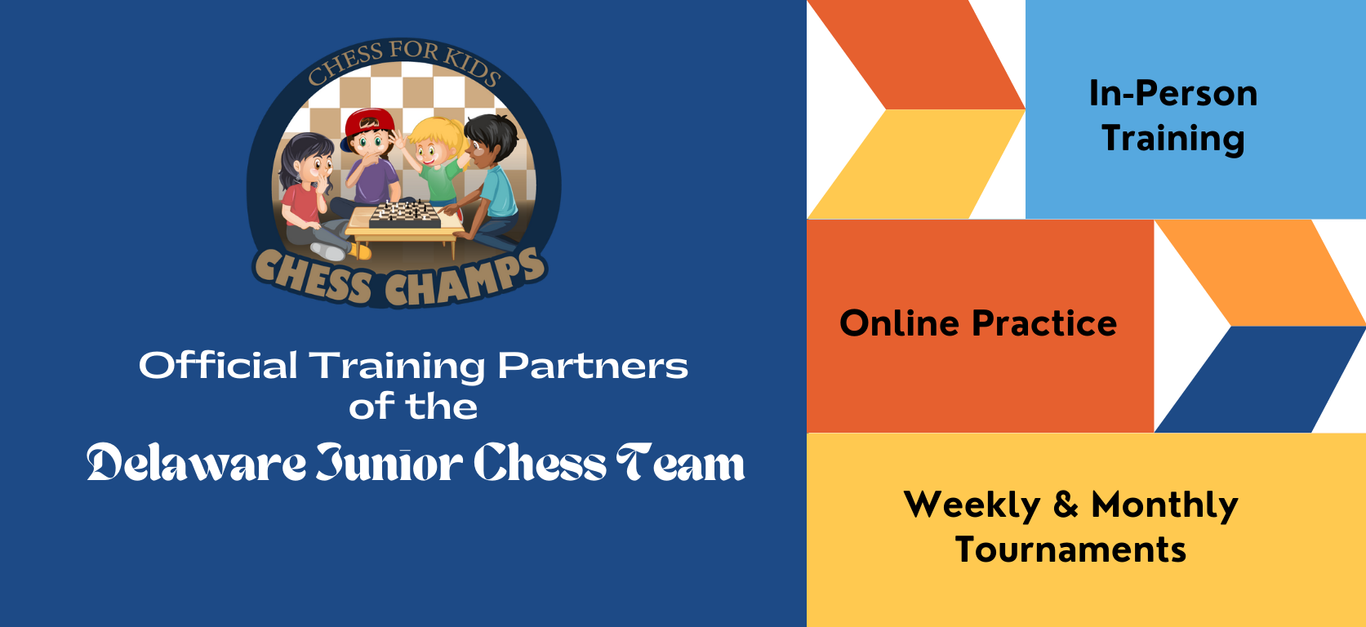 CHESS FOR KIDS
CHESS CHAMPS
Official Training Partners
of the
Delaware Junior Chess Team
In-Person
Training
Online Practice
Weekly & Monthly
Tournaments